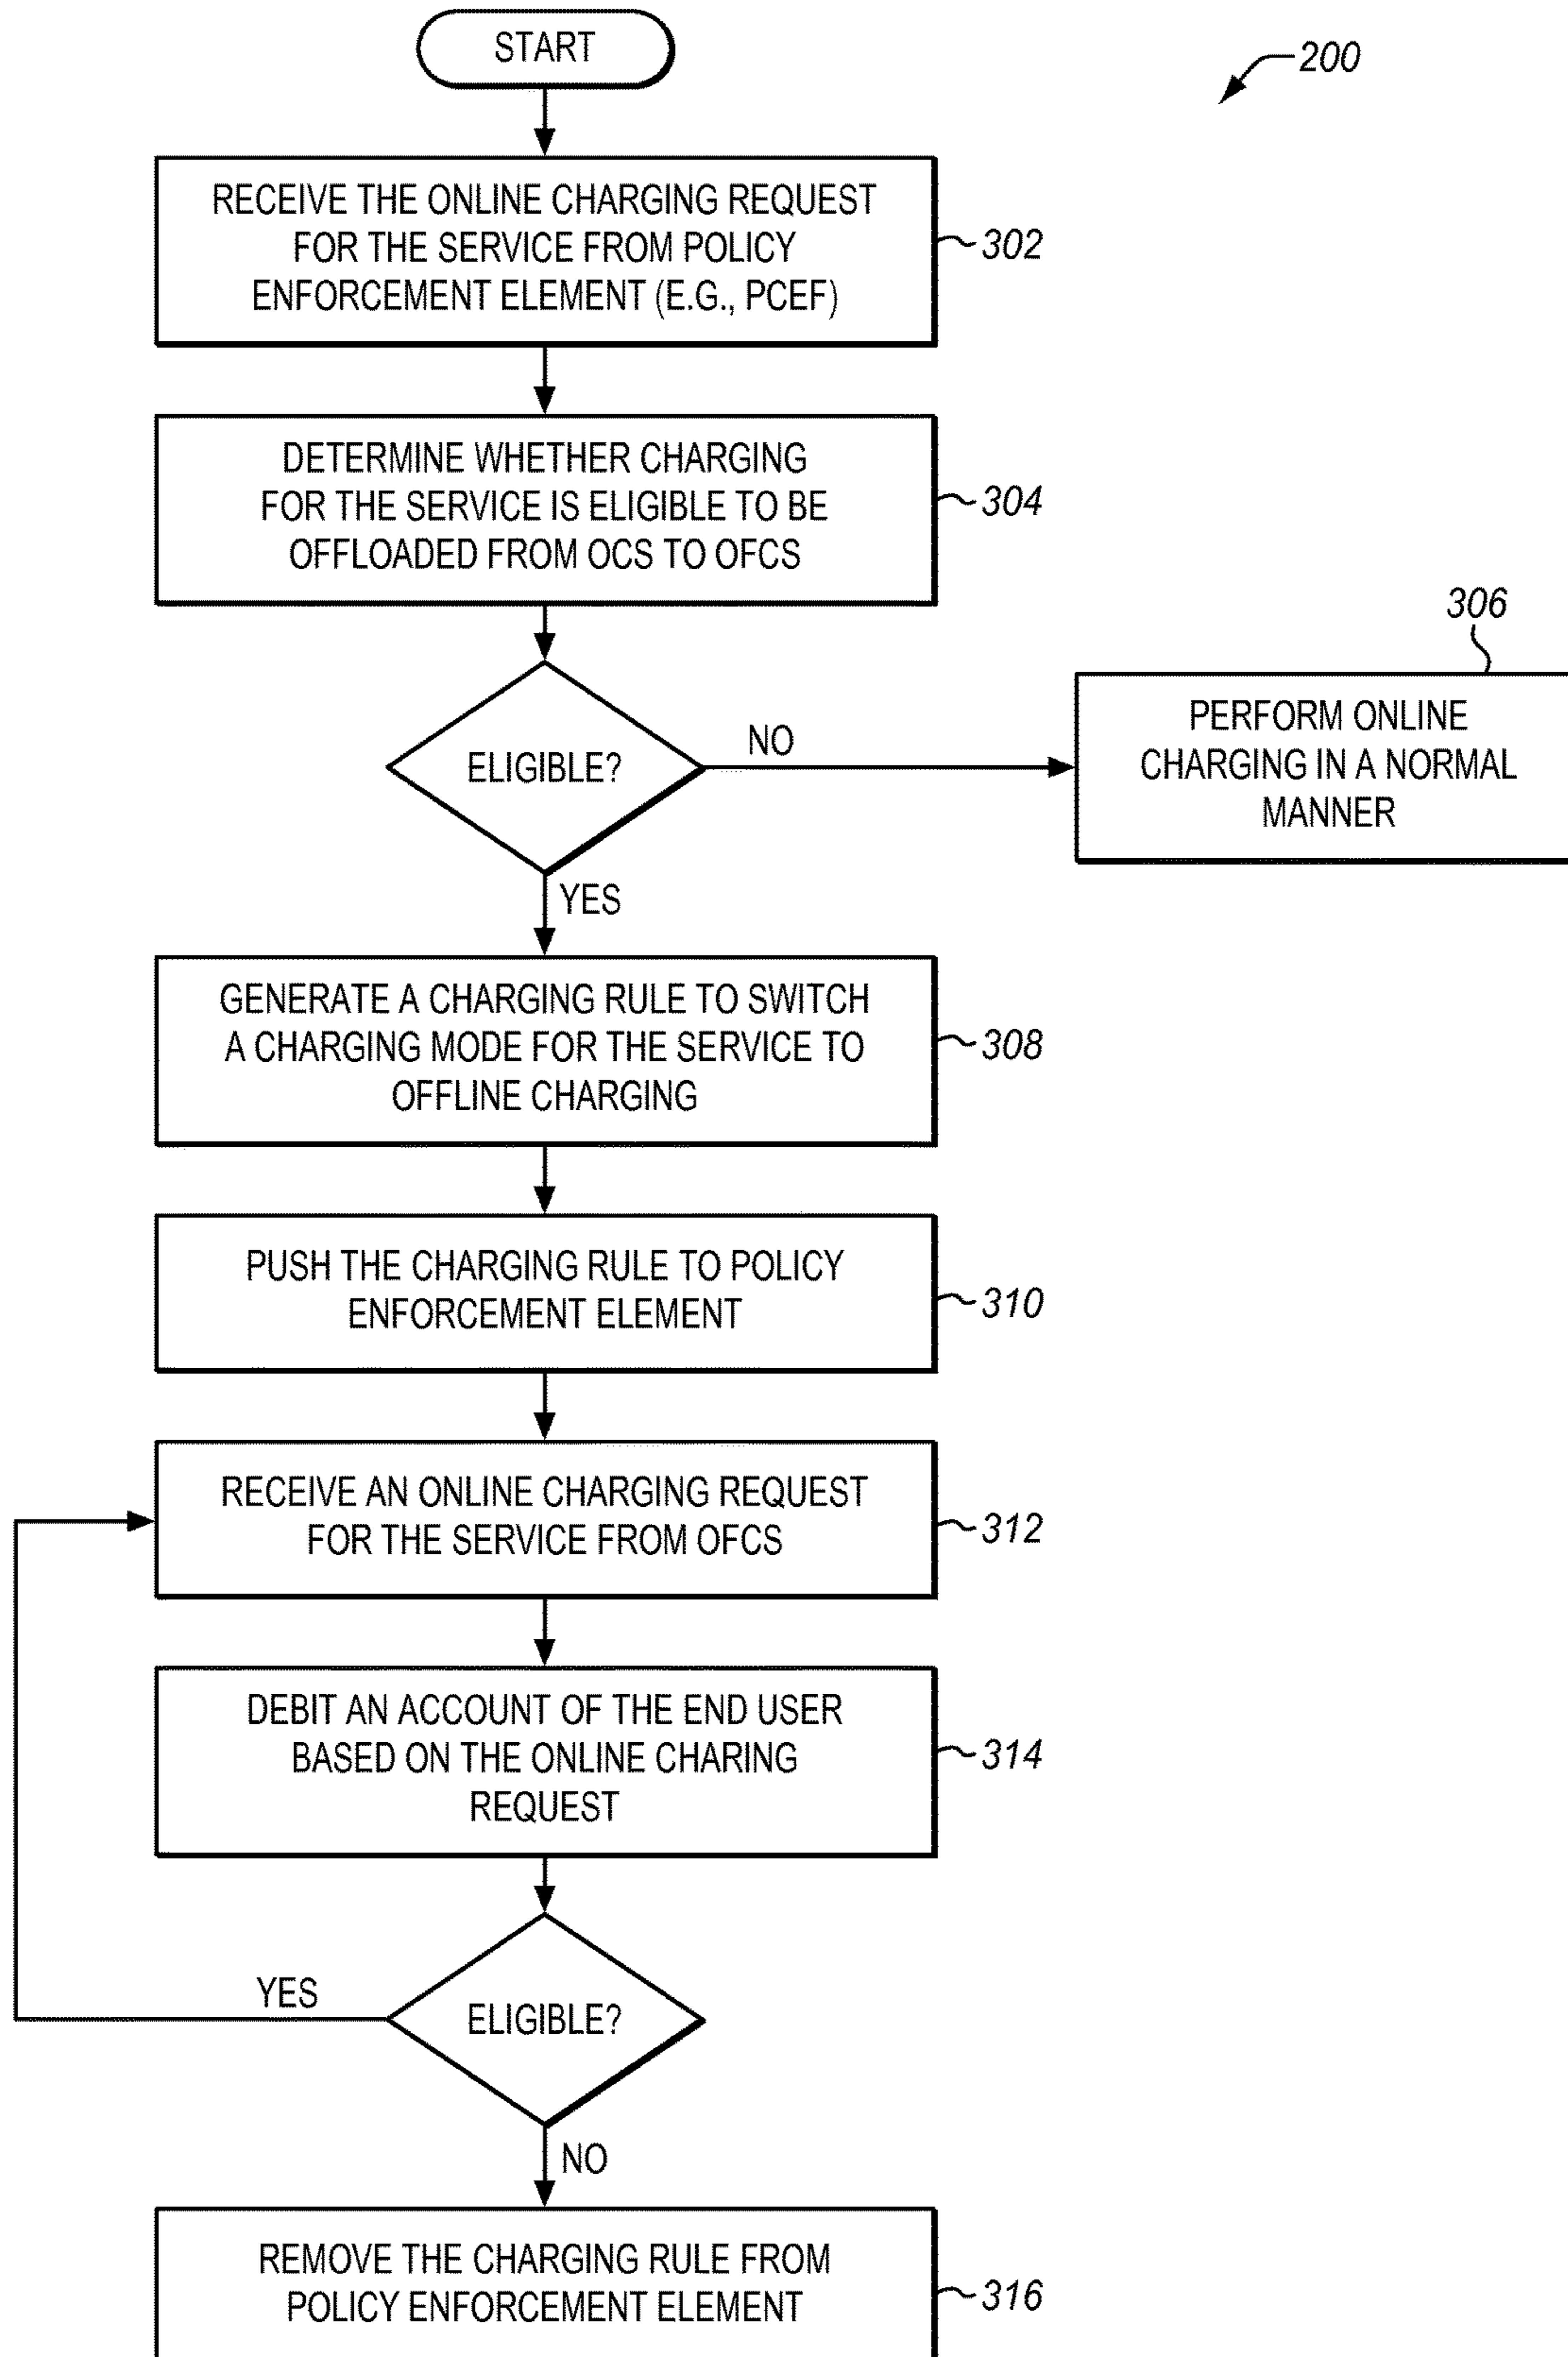 START
200
RECEIVE THE ONLINE CHARGING REQUEST
FOR THE SERVICE FROM POLICY
ENFORCEMENT ELEMENT (E.G., PCEF)
302
DETERMINE WHETHER CHARGING
FOR THE SERVICE IS ELIGIBLE TO BE
OFFLOADED FROM OCS TO OFCS
304
306
ELIGIBLE?
NO
PERFORM ONLINE
CHARGING IN A NORMAL
MANNER
YES
GENERATE A CHARGING RULE TO SWITCH
A CHARGING MODE FOR THE SERVICE TO
OFFLINE CHARGING
308
PUSH THE CHARGING RULE TO POLICY
ENFORCEMENT ELEMENT
310
RECEIVE AN ONLINE CHARGING REQUEST
FOR THE SERVICE FROM OFCS
312
DEBIT AN ACCOUNT OF THE END USER
BASED ON THE ONLINE CHARING
REQUEST
314
YES
ELIGIBLE?
NO
REMOVE THE CHARGING RULE FROM
POLICY ENFORCEMENT ELEMENT
316